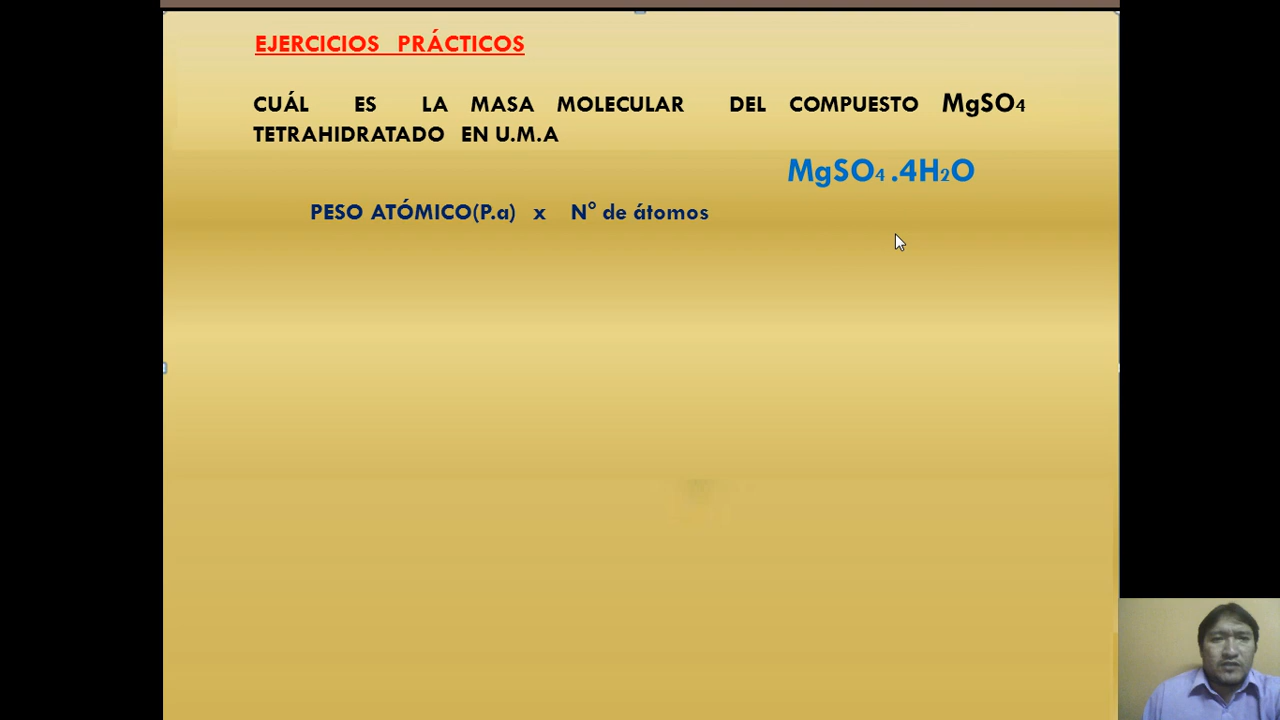 EJERCICIOS PRÁCTICOS
CUÁL ES LA MASA MOLECULAR DEL COMPUESTO MgSO₄
TETRAHIDRATADO EN U.M.A
MgSO₄ .4H₂O
PESO ATÓMICO(P.a) x N° de átomos